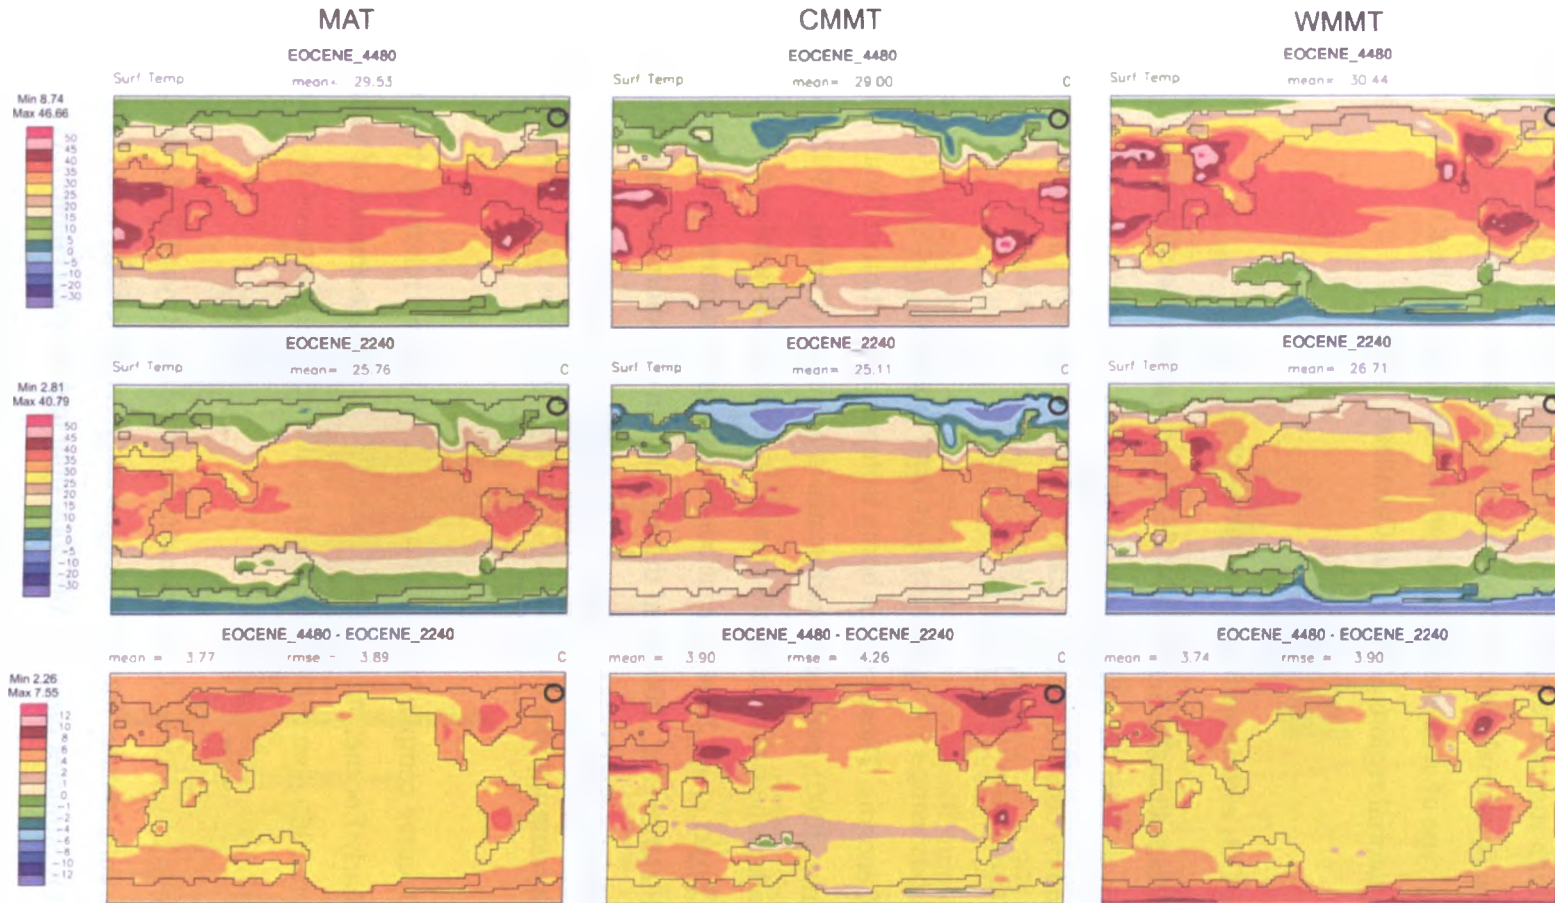 MAT
CMMT
WMMT
EOCENE_4480
EOCENE_4480
EOCENE_4480
Surf Temp mean= 29.53
Surf Temp mean= 29.00 C
Surf Temp mean= 30.44
Min 8.74
Max 46.66
50
45
40
35
30
25
20
15
10
5
0
-5
-10
-20
-30
EOCENE_2240
EOCENE_2240
EOCENE_2240
Surf Temp mean= 25.76 C
Surf Temp mean= 25.11 C
Surf Temp mean= 26.71
Min 2.81
Max 40.79
50
45
40
35
30
25
20
15
10
5
0
-5
-10
-20
-30
EOCENE_4480 - EOCENE_2240
EOCENE_4480 - EOCENE_2240
EOCENE_4480 - EOCENE_2240
mean = 3.77 rmse = 3.89 C
mean = 3.90 rmse = 4.26 C
mean = 3.74 rmse = 3.90
Min 2.26
Max 7.55
12
10
8
6
4
2
1
0
-1
-2
-4
-6
-8
-10
-12